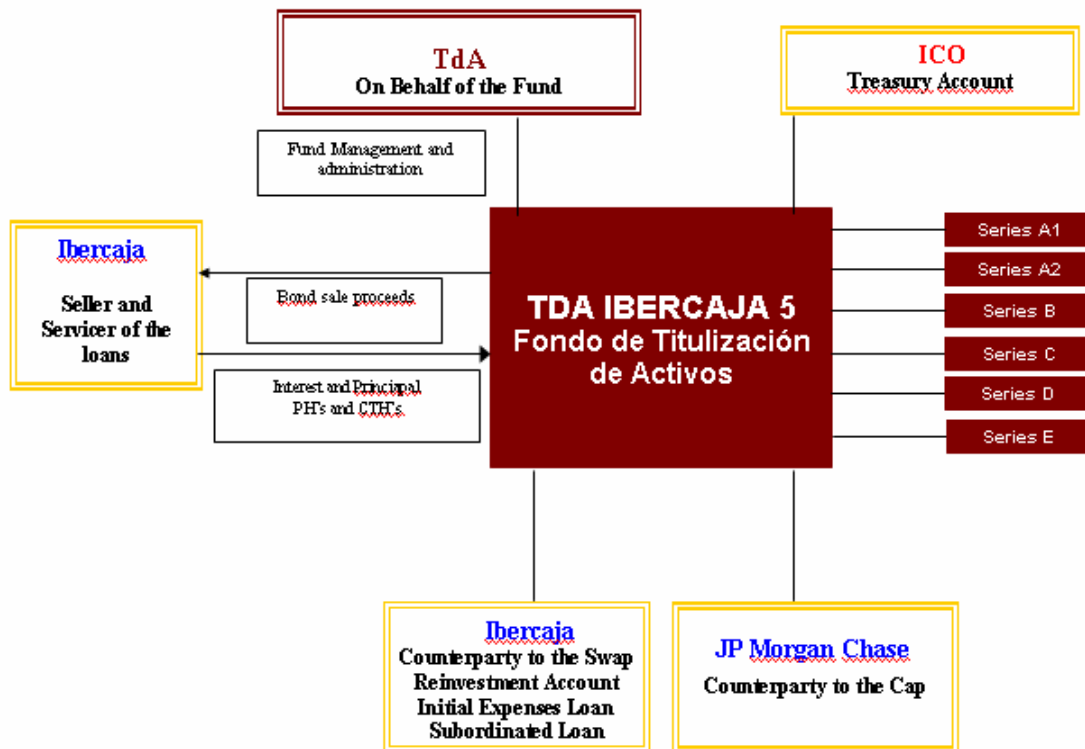 TdA
On Behalf of the Fund
ICO
Treasury Account
Fund Management and
administration
Ibercaja
Seller and
Servicer of the
loans
Bond sale proceeds
Interest and Principal
PH's and CTH's
TDA IBERCAJA 5
Fondo de Titulización
de Activos
Series A1
Series A2
Series B
Series C
Series D
Series E
Ibercaja
Counterparty to the Swap
Reinvestment Account
Initial Expenses Loan
Subordinated Loan
JP Morgan Chase
Counterparty to the Cap